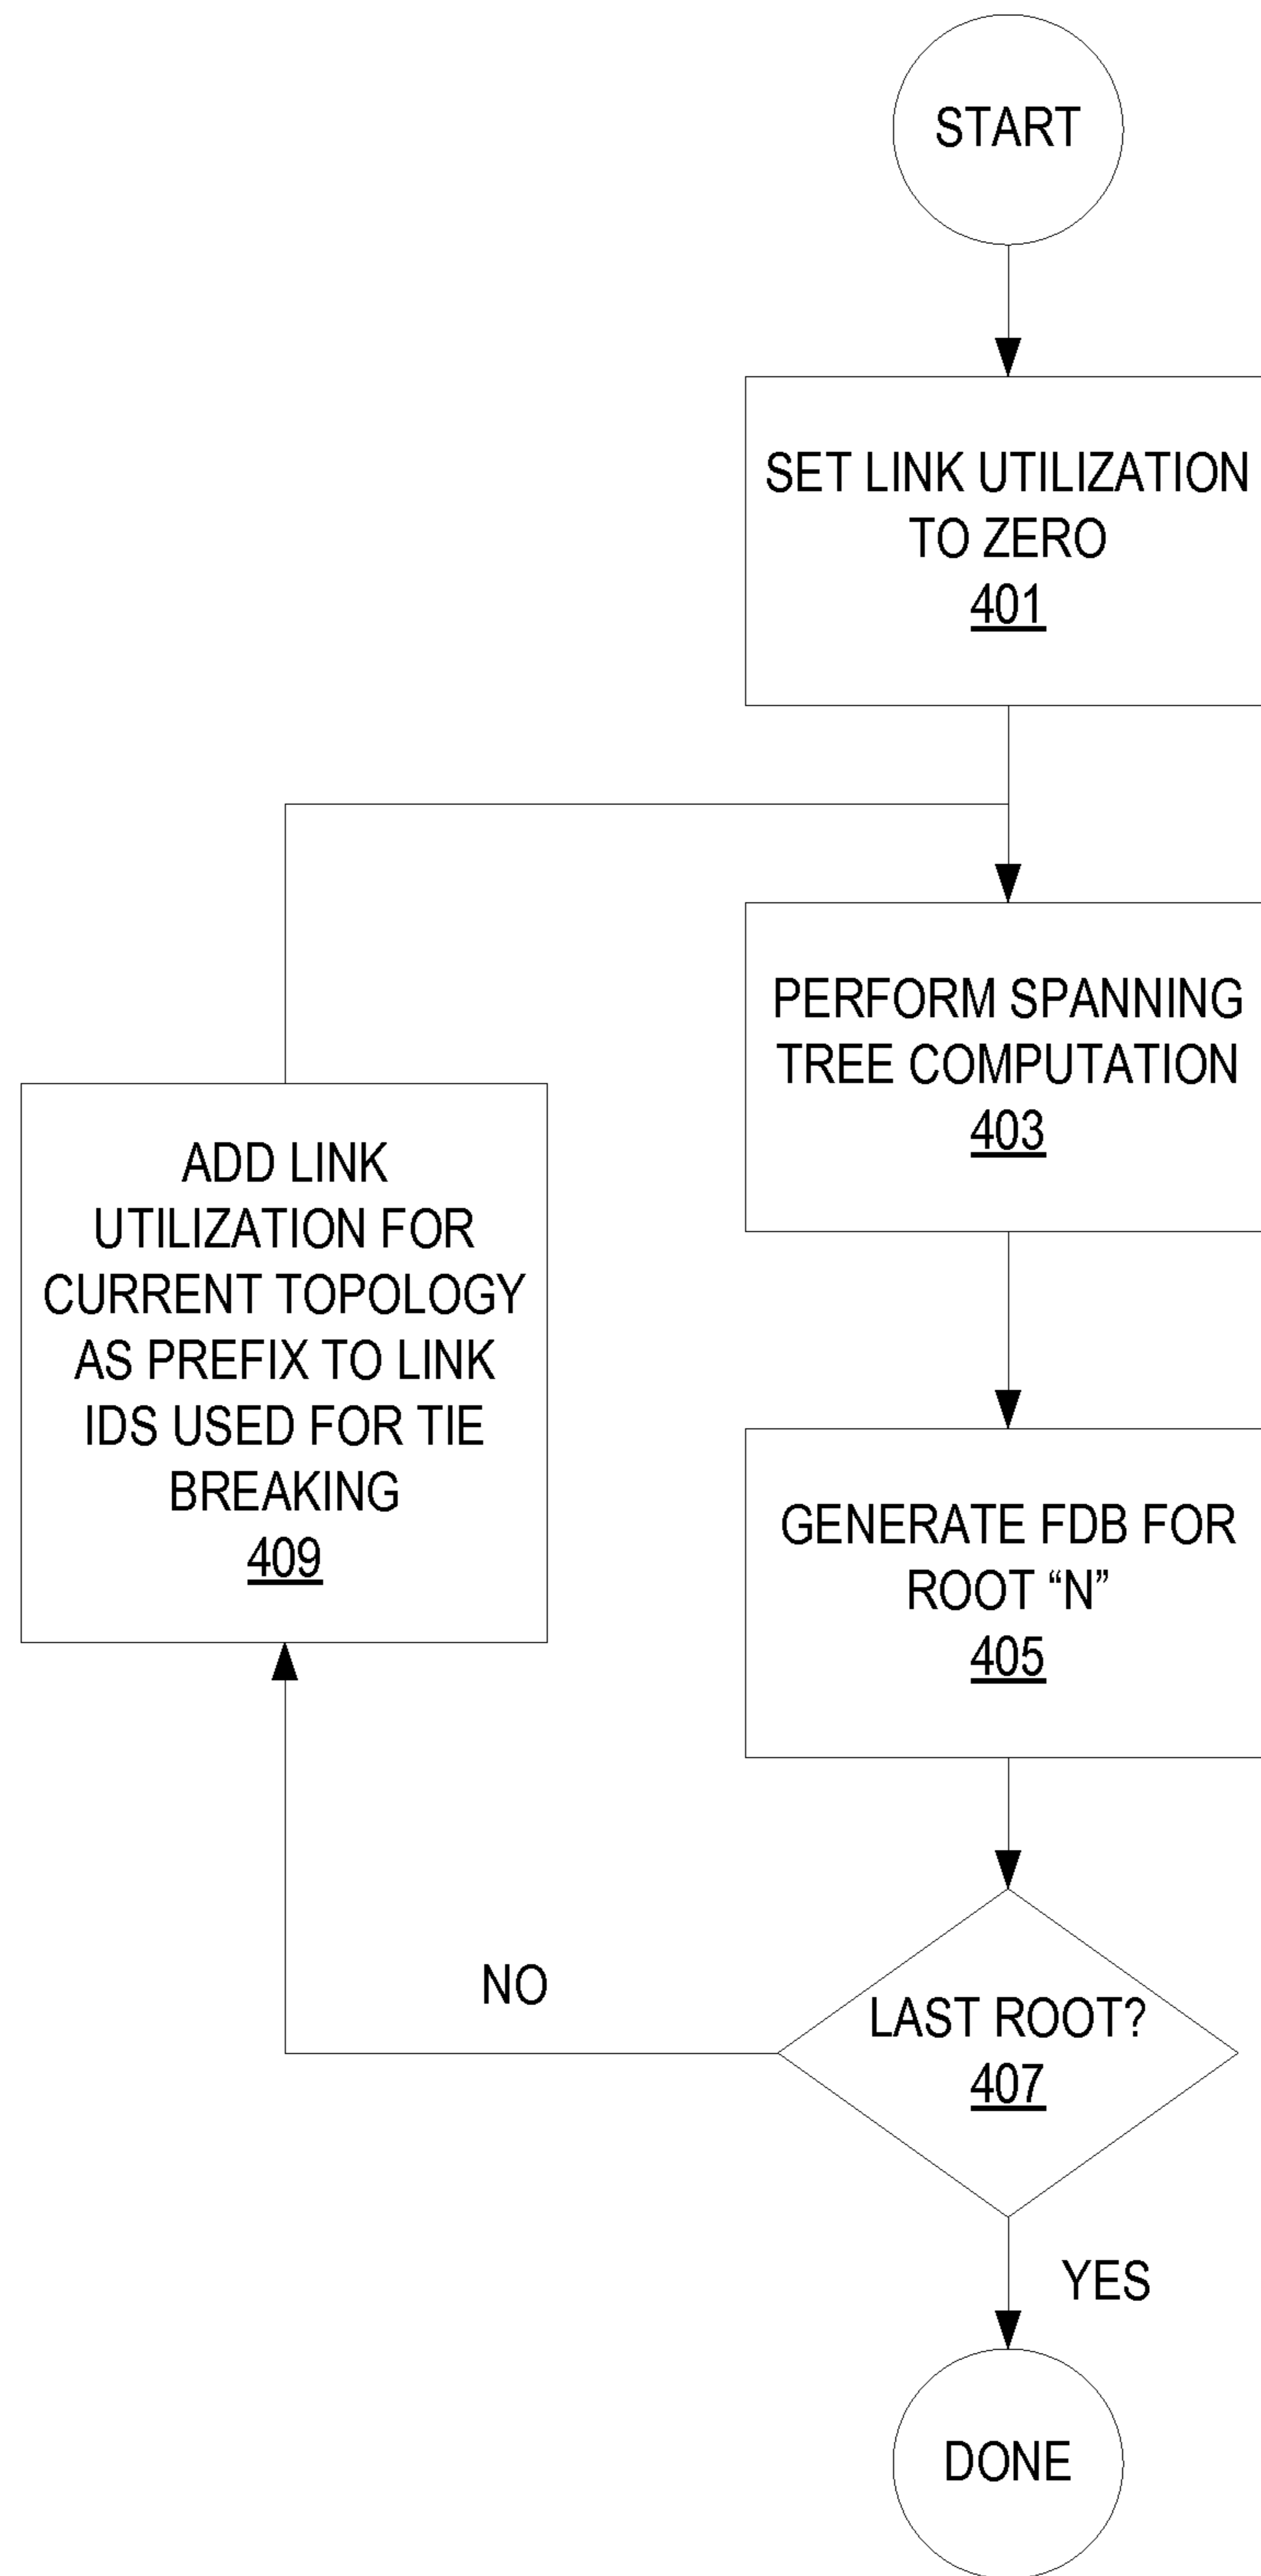 START
SET LINK UTILIZATION
TO ZERO
401
PERFORM SPANNING
TREE COMPUTATION
403
ADD LINK
UTILIZATION FOR
CURRENT TOPOLOGY
AS PREFIX TO LINK
IDS USED FOR TIE
BREAKING
409
GENERATE FDB FOR
ROOT “N”
405
NO
LAST ROOT?
407
YES
DONE